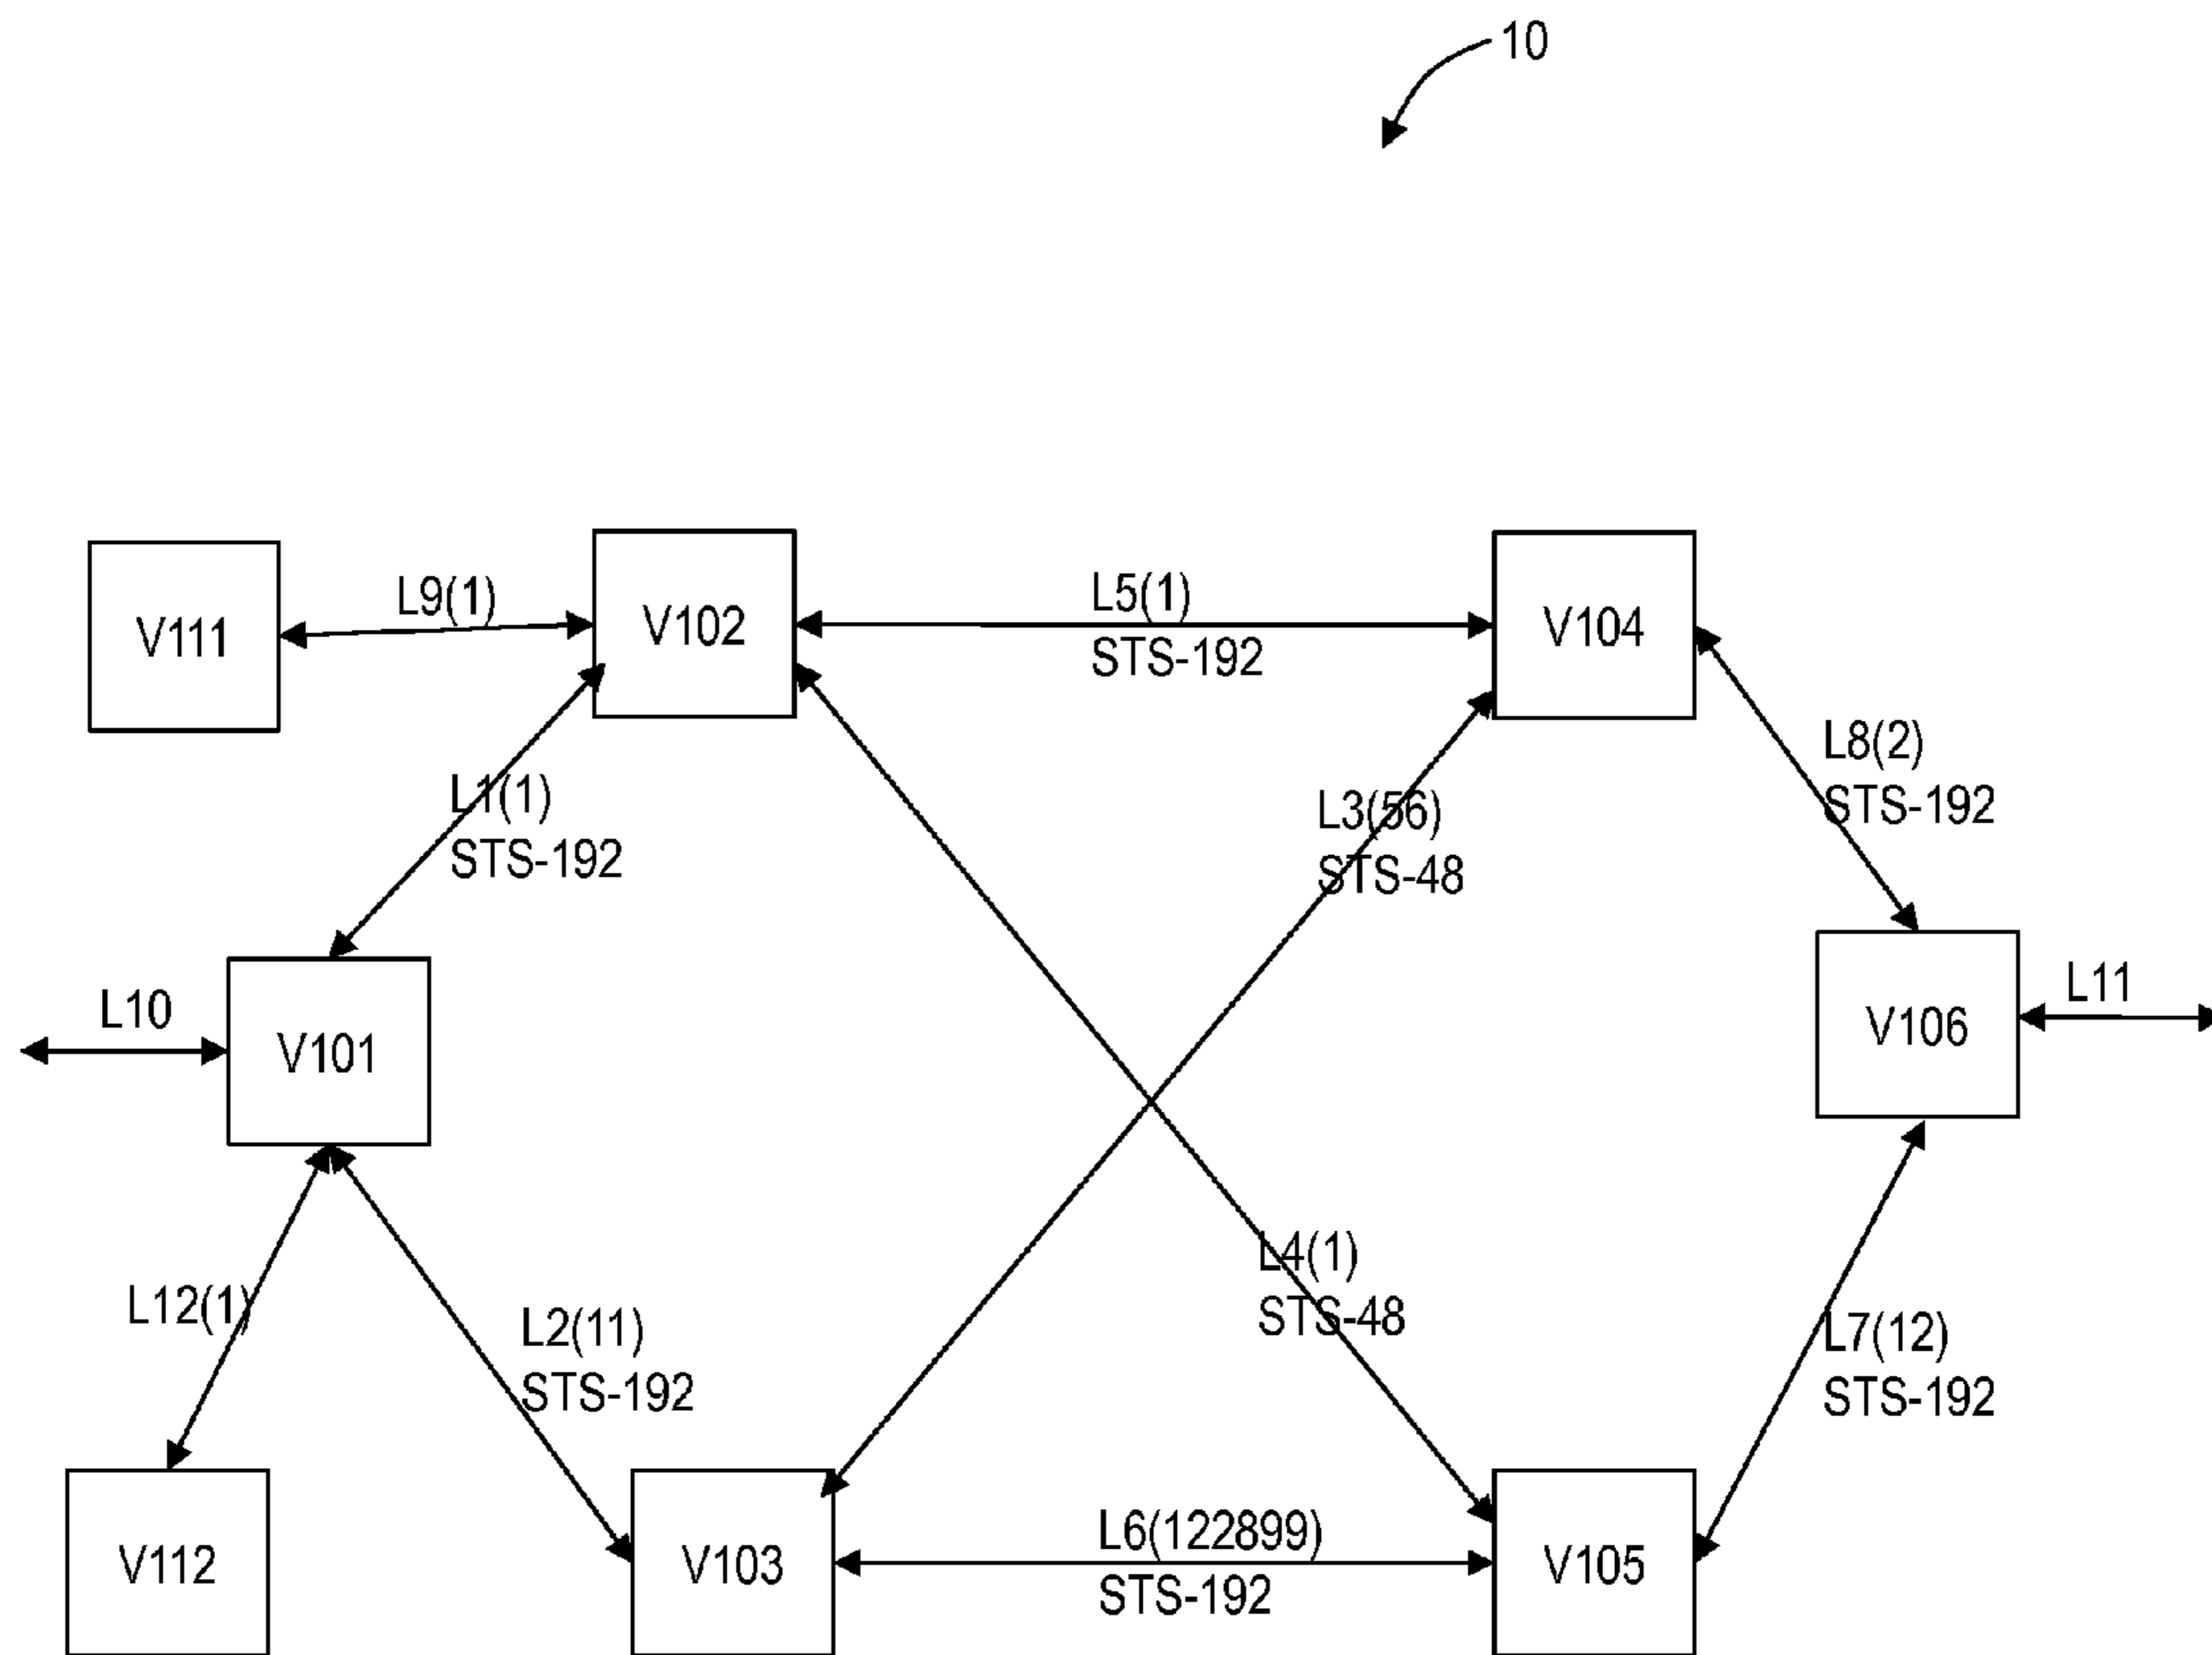 10
L9(1)
L5(1)
V111
V102
V104
STS-192
L8(2)
STS-192
L1(1)
STS-192
L3(56)
STS-48
L10
V101
L11
V106
L4(1)
STS-48
L12(1)
L2(11)
STS-192
L7(12)
STS-192
L6(122899)
STS-192
V112
V103
V105